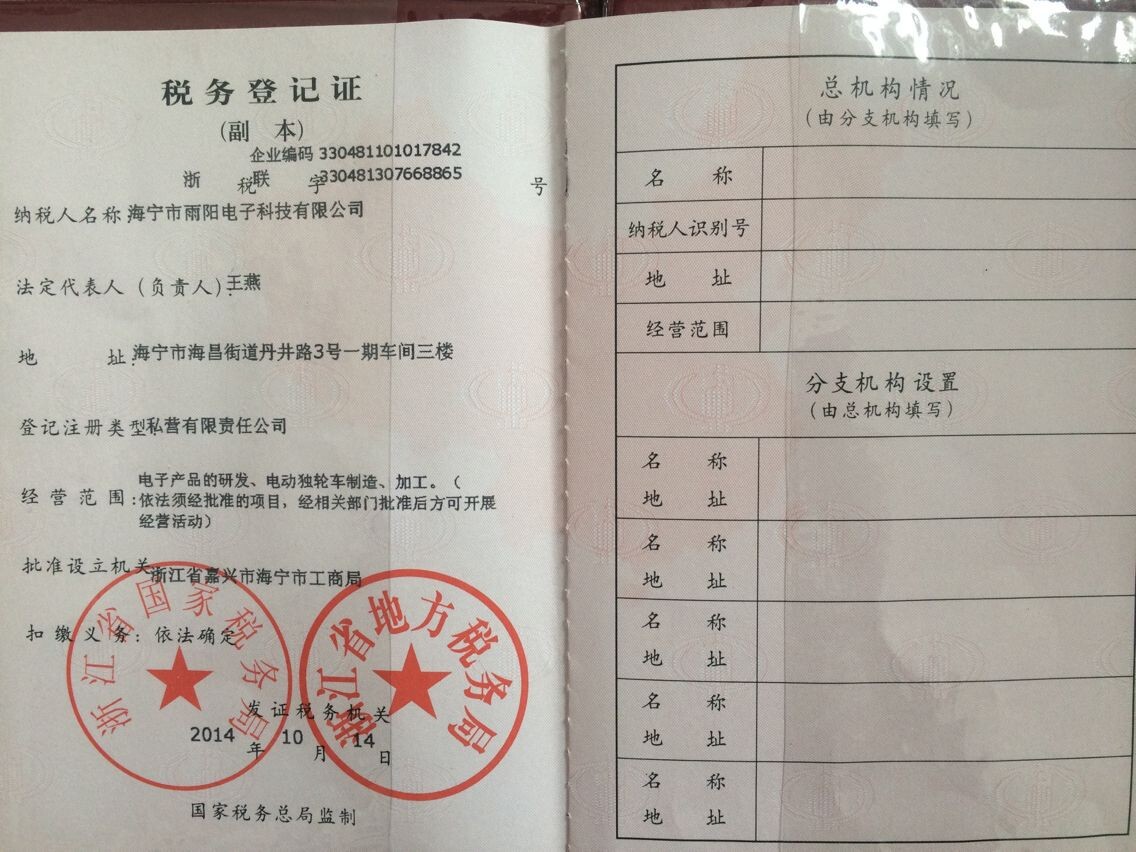 税务登记证
(副 本)
企业编码 330481101017842
浙 税 联 字 330481307668865 号
纳税人名称:海宁市雨阳电子科技有限公司
法定代表人 (负责人):王燕
地 址:海宁市海昌街道丹井路3号一期车间三楼
登记注册类型:私营有限责任公司
经 营 范 围:电子产品的研发、电动独轮车制造、加工。(
依法须经批准的项目,经相关部门批准后方可开展
经营活动)
批准设立机关:浙江省嘉兴市海宁市工商局
扣 缴 义 务:依法确定
浙江省国家税务局
浙江省地方税务局
发证税务机关
2014 年 10 月 14 日
国家税务总局监制
总机构情况
(由分支机构填写)
名 称
纳税人识别号
地 址
经营范围
分支机构设置
(由总机构填写)
名 称
地 址
名 称
地 址
名 称
地 址
名 称
地 址
名 称
地 址